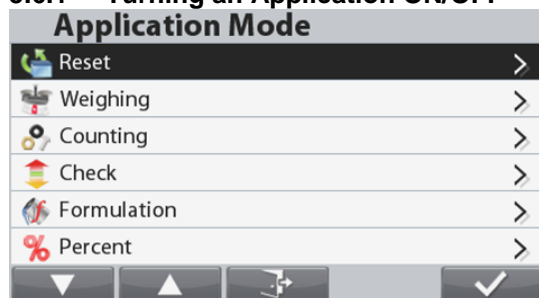 Turning an Application ON/OFF
Application Mode
Reset
Weighing
Counting
Check
Formulation
Percent